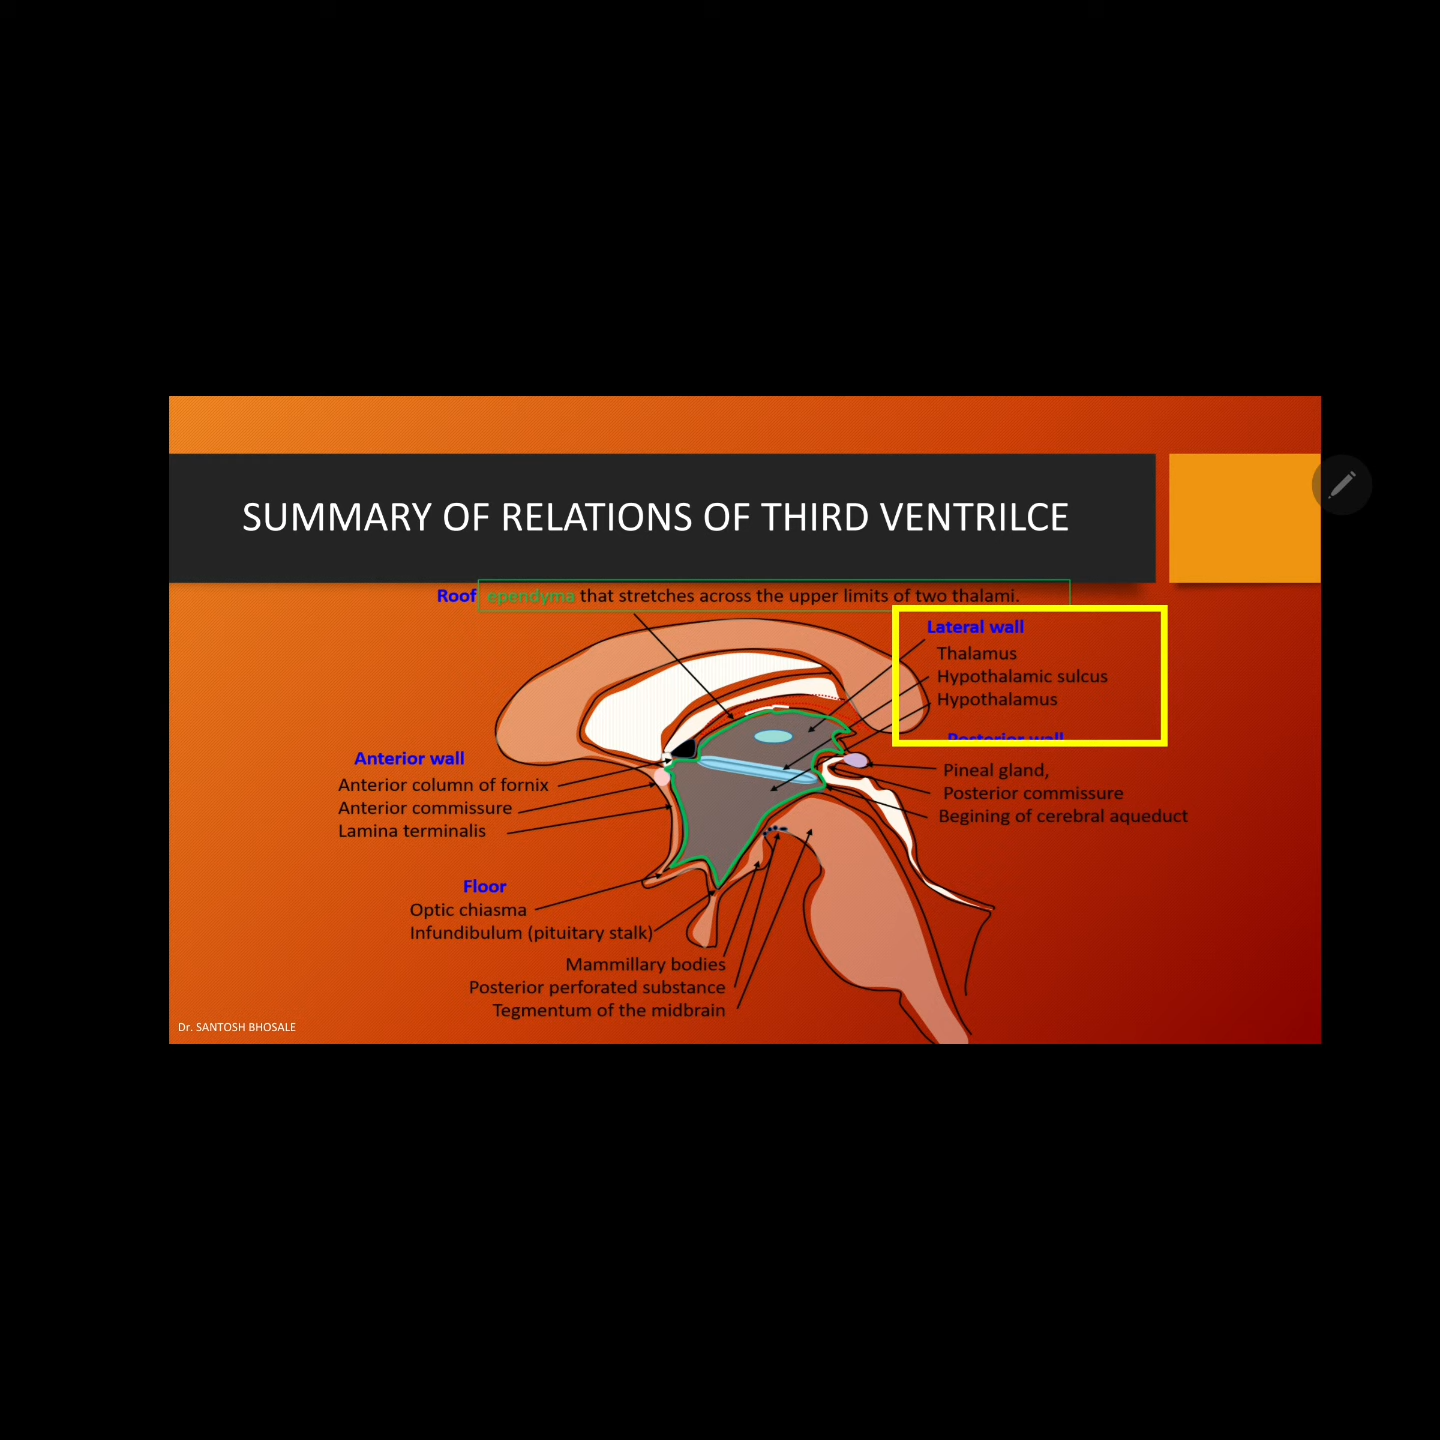 SUMMARY OF RELATIONS OF THIRD VENTRILCE
Roof ependyma that stretches across the upper limits of two thalami.
Lateral wall
Thalamus
Hypothalamic sulcus
Hypothalamus
Posterior wall
Pineal gland,
Posterior commissure
Begining of cerebral aqueduct
Anterior wall
Anterior column of fornix
Anterior commissure
Lamina terminalis
Floor
Optic chiasma
Infundibulum (pituitary stalk)
Mammillary bodies
Posterior perforated substance
Tegmentum of the midbrain
Dr. SANTOSH BHOSALE